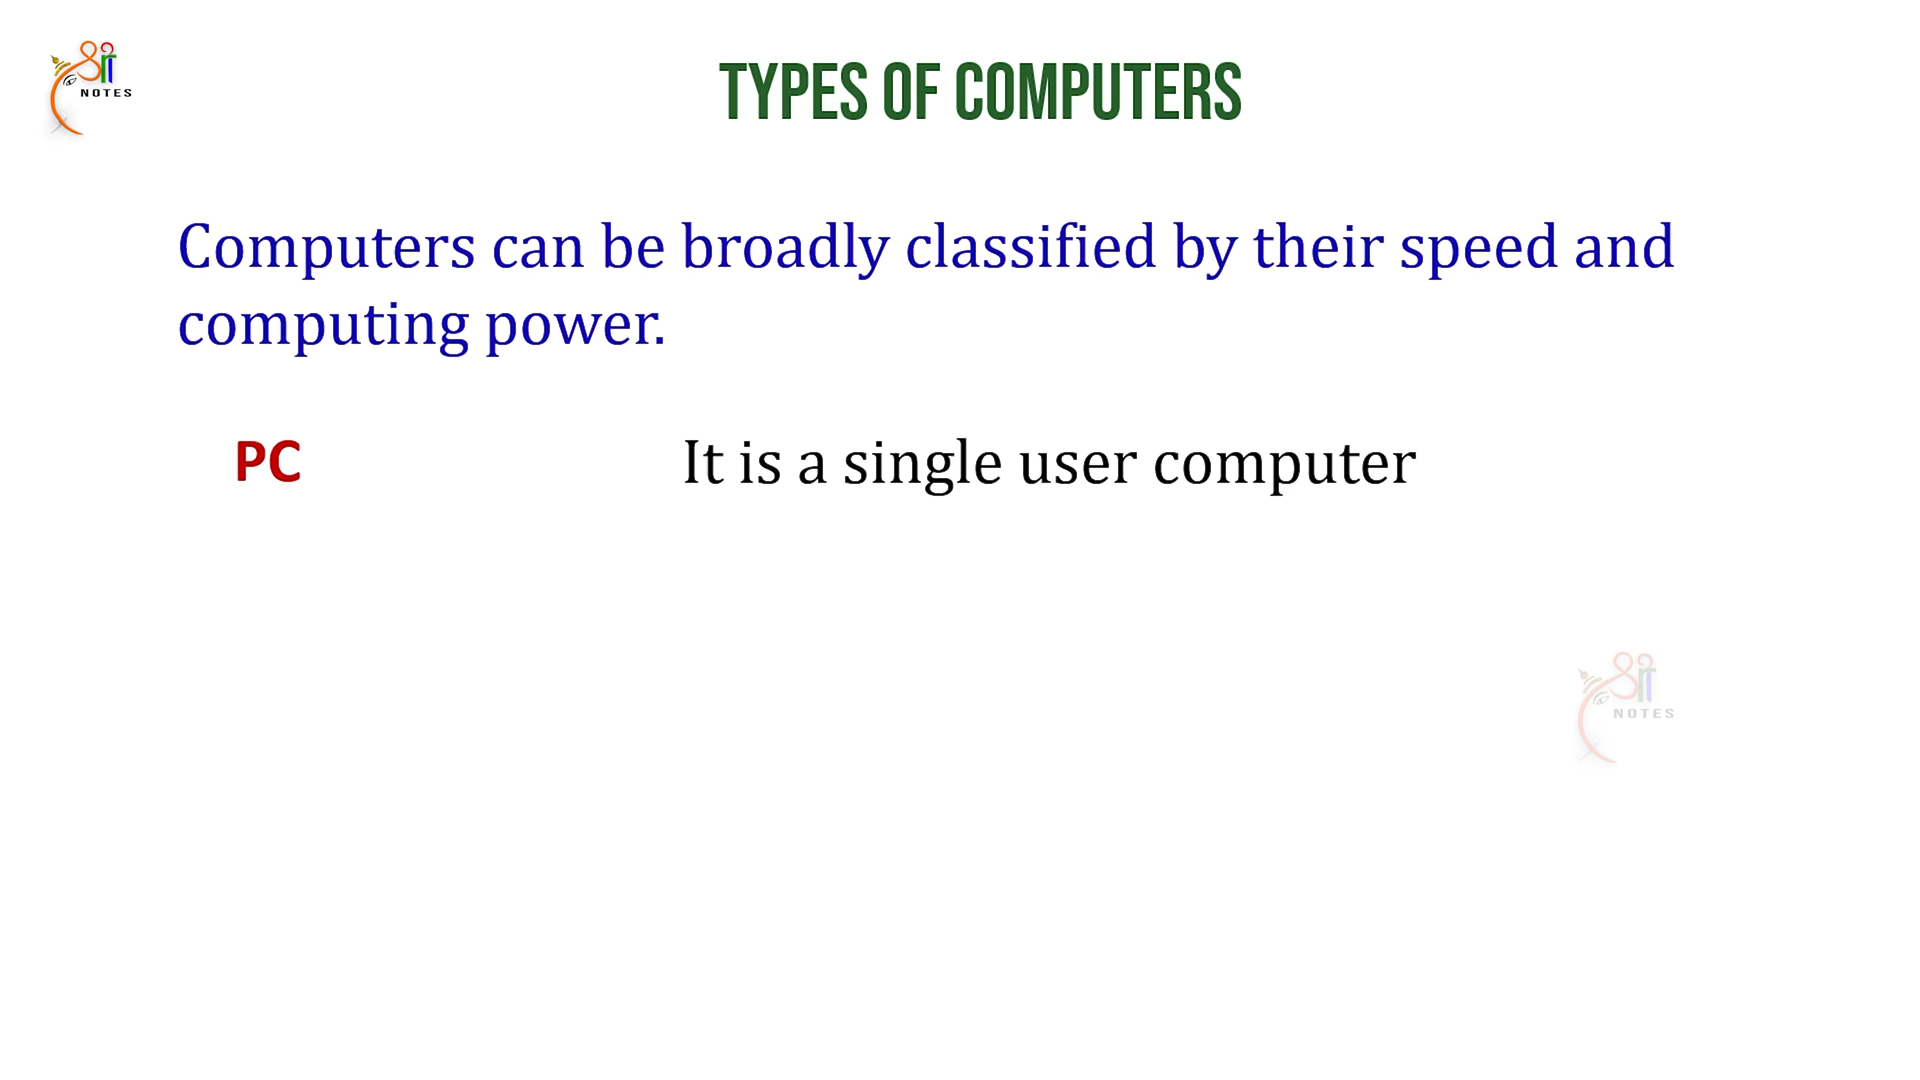 श्री
NOTES
TYPES OF COMPUTERS
Computers can be broadly classified by their speed and
computing power.
PC It is a single user computer
श्री
NOTES